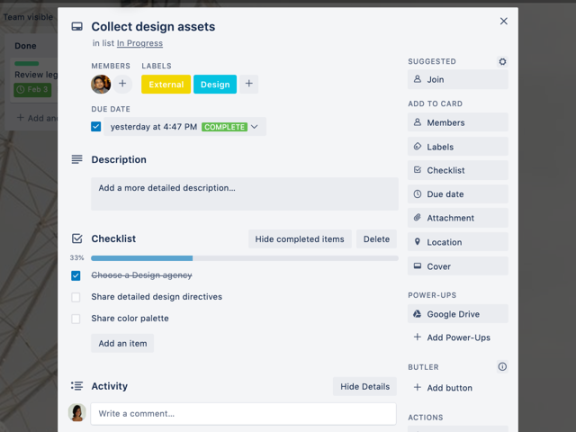 Team visible
Done
Review leg
Feb 3
+ Add an
Collect design assets
in list In Progress
MEMBERS
LABELS
External
Design
DUE DATE
yesterday at 4:47 PM COMPLETE
Description
Add a more detailed description...
Checklist
Hide completed items
Delete
33%
Choose a Design agency
Share detailed design directives
Share color palette
Add an item
Activity
Hide Details
Write a comment...
SUGGESTED
Join
ADD TO CARD
Members
Labels
Checklist
Due date
Attachment
Location
Cover
POWER-UPS
Google Drive
+ Add Power-Ups
BUTLER
+ Add button
ACTIONS